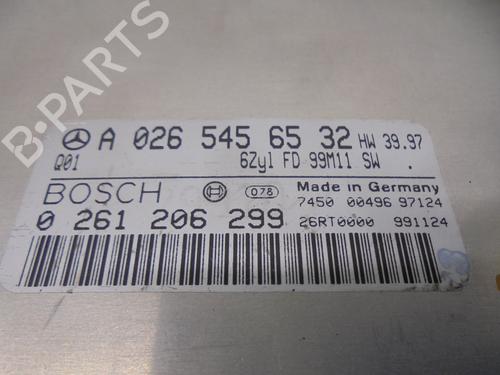 A 026 545 65 32 HW 39.97
Q01 6Zyl FD 99M11 SW
BOSCH 078 Made in Germany
7450 00496 97124
0 261 206 299 26RT0000 991124
B-PARTS